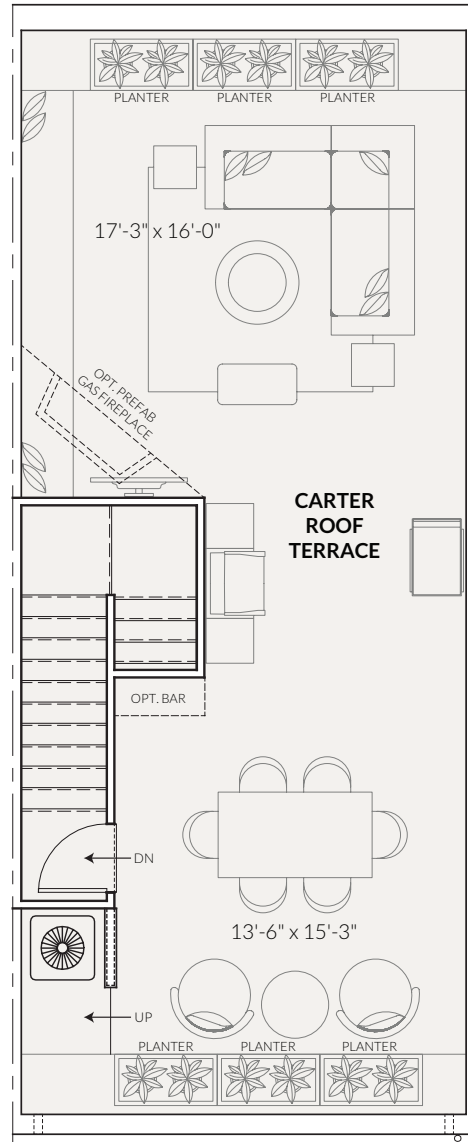 PLANTER
PLANTER
PLANTER
17'-3" x 16'-0"
OPT. PREFAB
GAS FIREPLACE
CARTER
ROOF
TERRACE
OPT. BAR
DN
13'-6" x 15'-3"
UP
PLANTER
PLANTER
PLANTER